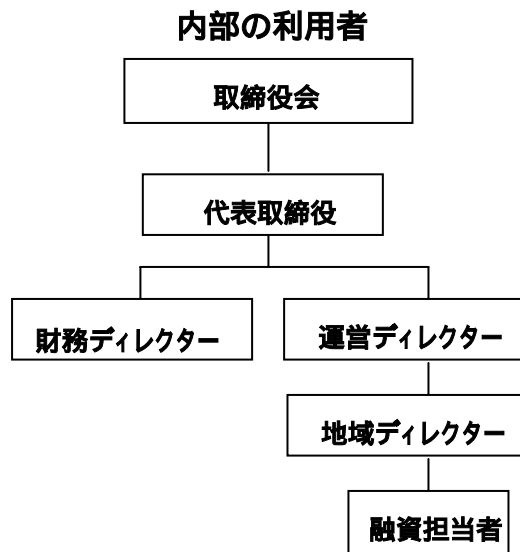 内部の利用者
取締役会
代表取締役
財務ディレクター
運営ディレクター
地域ディレクター
融資担当者